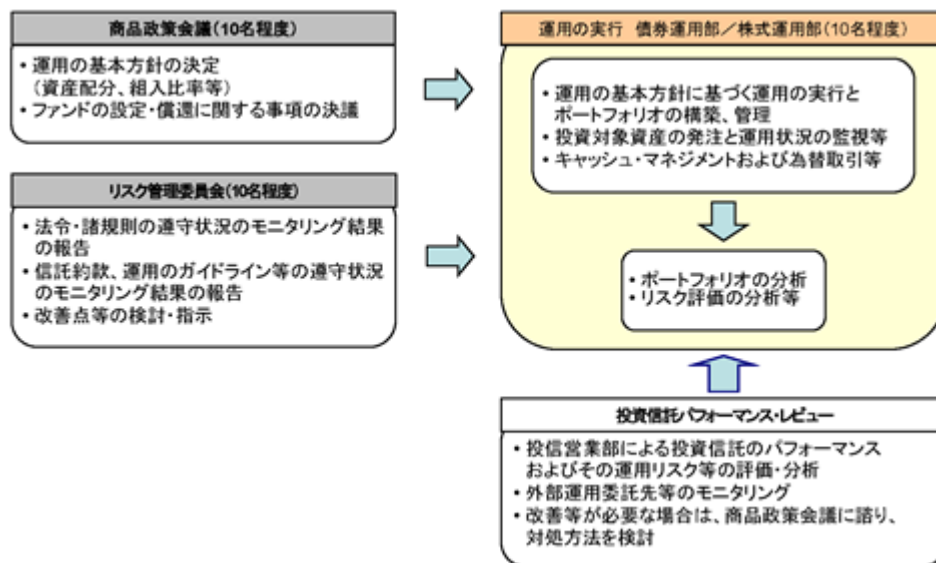 商品政策会議(10名程度)
• 運用の基本方針の決定
(資産配分、組入比率等)
• ファンドの設定・償還に関する事項の決議
リスク管理委員会(10名程度)
• 法令・諸規則の遵守状況のモニタリング結果
の報告
• 信託約款、運用のガイドライン等の遵守状況
のモニタリング結果の報告
• 改善点等の検討・指示
運用の実行 債券運用部／株式運用部(10名程度)
• 運用の基本方針に基づく運用の実行と
ポートフォリオの構築、管理
• 投資対象資産の発注と運用状況の監視等
• キャッシュ・マネジメントおよび為替取引等
• ポートフォリオの分析
• リスク評価の分析等
投資信託パフォーマンス・レビュー
• 投信営業部による投資信託のパフォーマンス
およびその運用リスク等の評価・分析
• 外部運用委託先等のモニタリング
• 改善等が必要な場合は、商品政策会議に諮り、
対処方法を検討